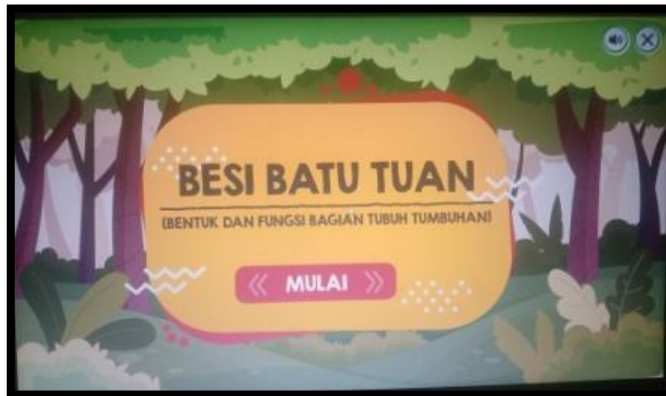 BESI BATU TUAN
(BENTUK DAN FUNGSI BAGIAN TUBUH TUMBUHAN)
MULAI